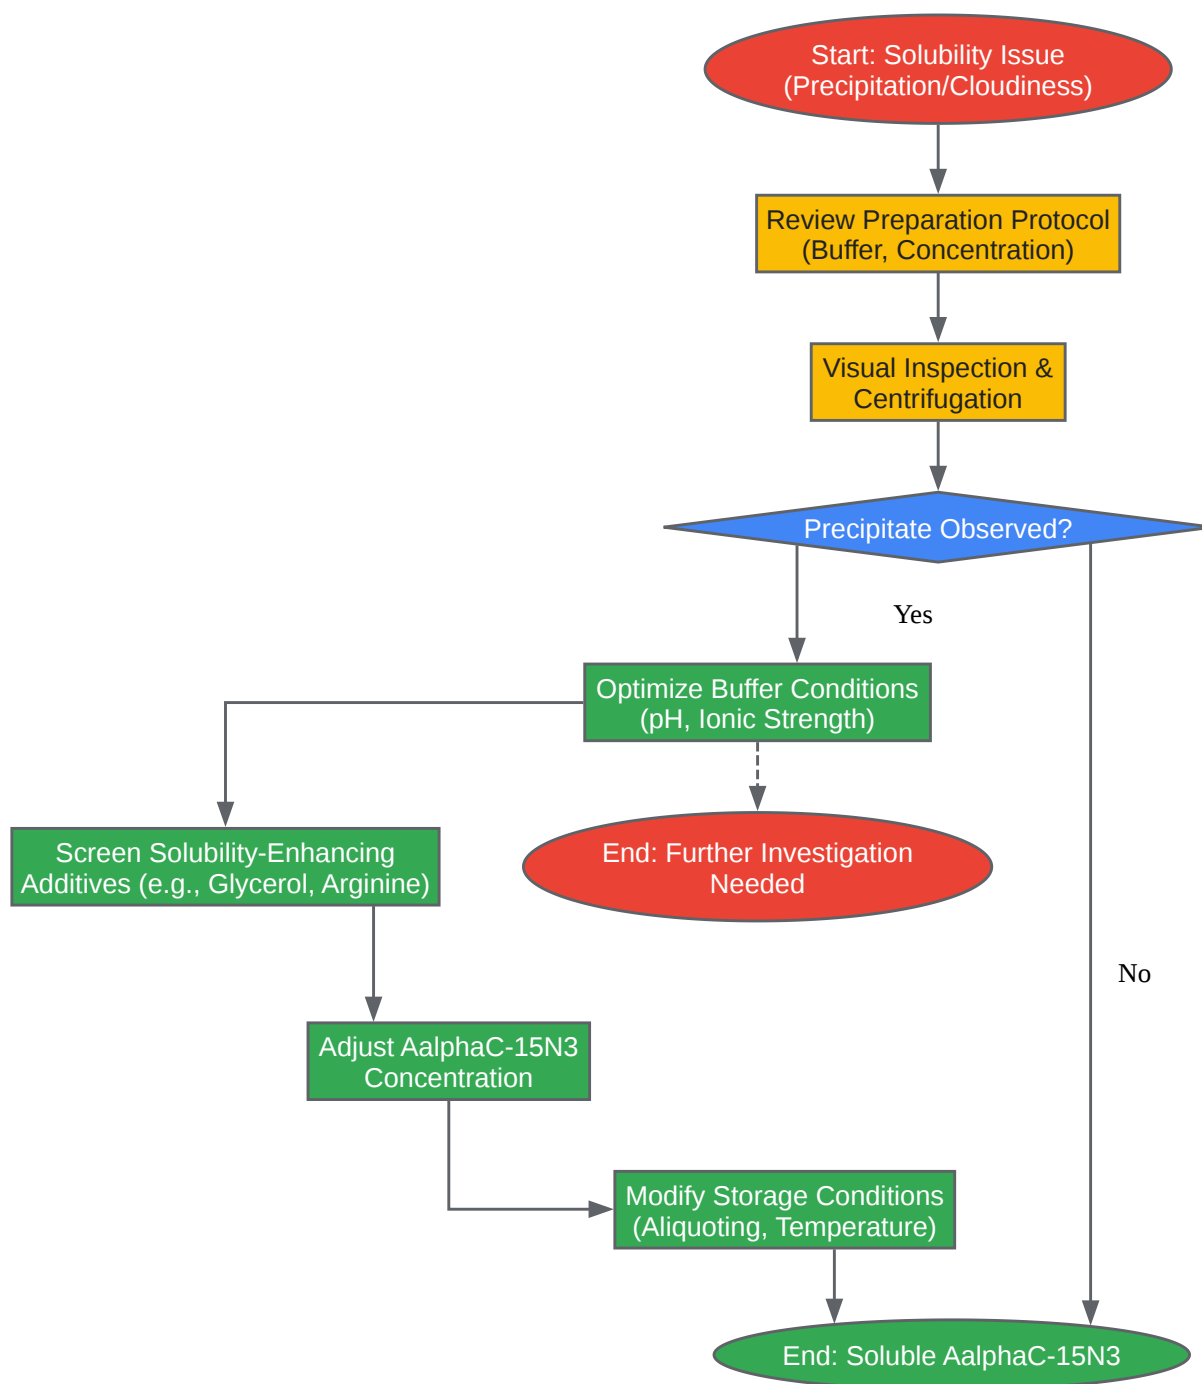 Start: Solubility Issue
(Precipitation/Cloudiness)
Review Preparation Protocol
(Buffer, Concentration)
Visual Inspection &
Centrifugation
Precipitate Observed?
Yes
Optimize Buffer Conditions
(pH, Ionic Strength)
Screen Solubility-Enhancing
Additives (e.g., Glycerol, Arginine)
End: Further Investigation
Needed
No
Adjust AalphaC-15N3
Concentration
Modify Storage Conditions
(Aliquoting, Temperature)
End: Soluble AalphaC-15N3